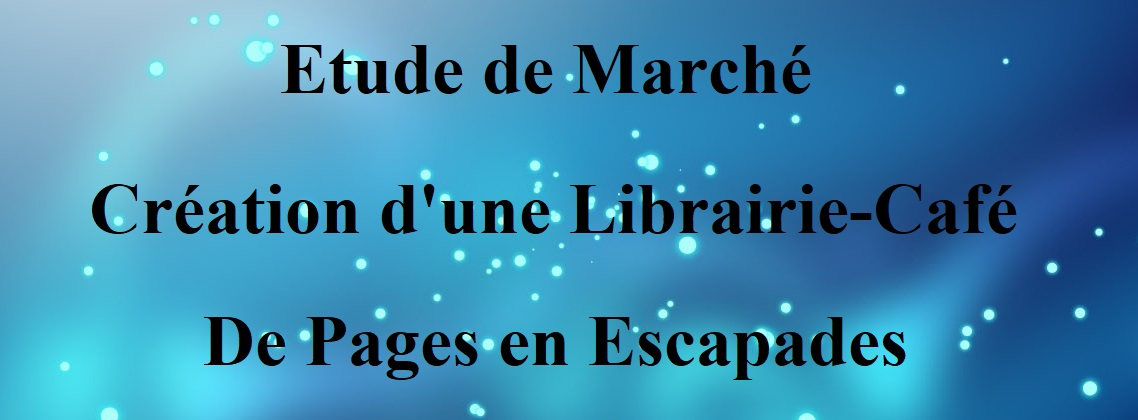 Etude de Marché
Création d'une Librairie-Café
De Pages en Escapades